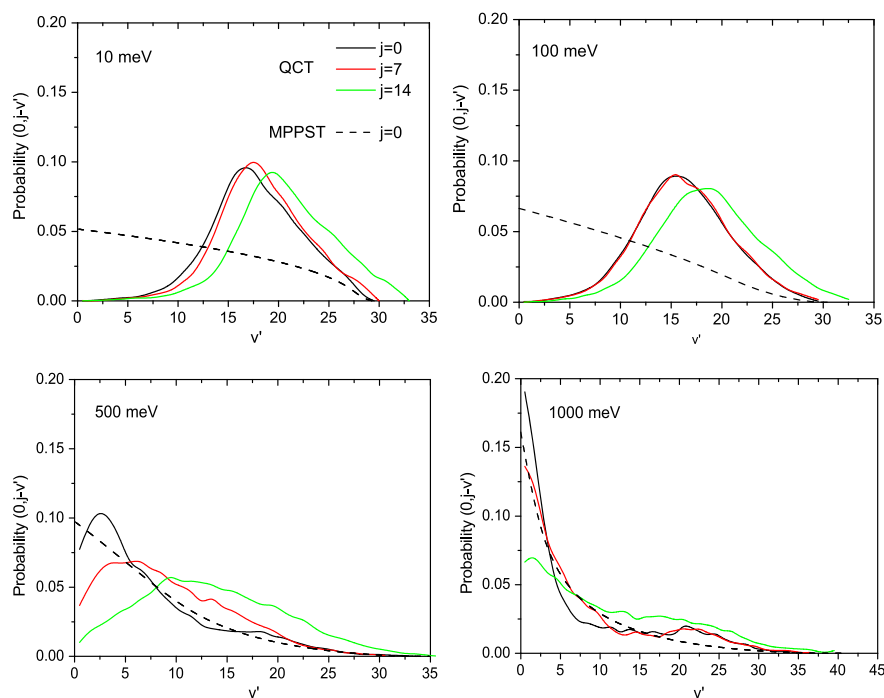 10 meV
QCT
j=0
j=7
j=14
MPPST
j=0
Probability (0,j-v')
0.20
0.15
0.10
0.05
0.00
0 5 10 15 20 25 30 35
v'
100 meV
Probability (0,j-v')
0.20
0.15
0.10
0.05
0.00
0 5 10 15 20 25 30 35
v'
500 meV
Probability (0,j-v')
0.20
0.15
0.10
0.05
0.00
0 5 10 15 20 25 30 35
v'
1000 meV
Probability (0,j-v')
0.20
0.15
0.10
0.05
0.00
0 5 10 15 20 25 30 35 40 45
v'